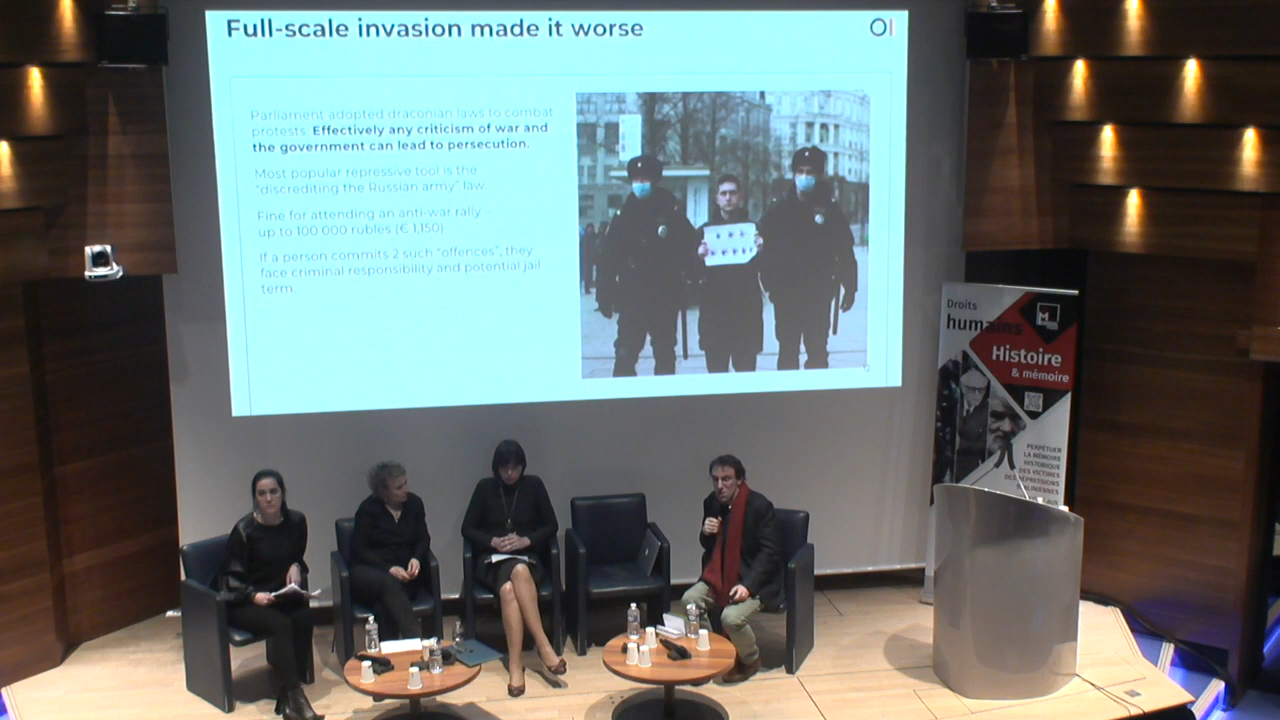 Full-scale invasion made it worse
OI
Parliament adopted draconian laws to combat
protests. Effectively any criticism of war and
the government can lead to persecution.
Most popular repressive tool is the
"discrediting the Russian army" law
Fine for attending an anti-war rally –
up to 100 000 rubles (€ 1,150)
If a person commits 2 such "offences", they
face criminal responsibility and potential jail
term.
Droits
humains
Histoire
& mémoire
PERPÉTUER
LA MÉMOIRE
HISTORIQUE
DES VICTIMES
DES RÉPRESSIONS
STALINIENNES